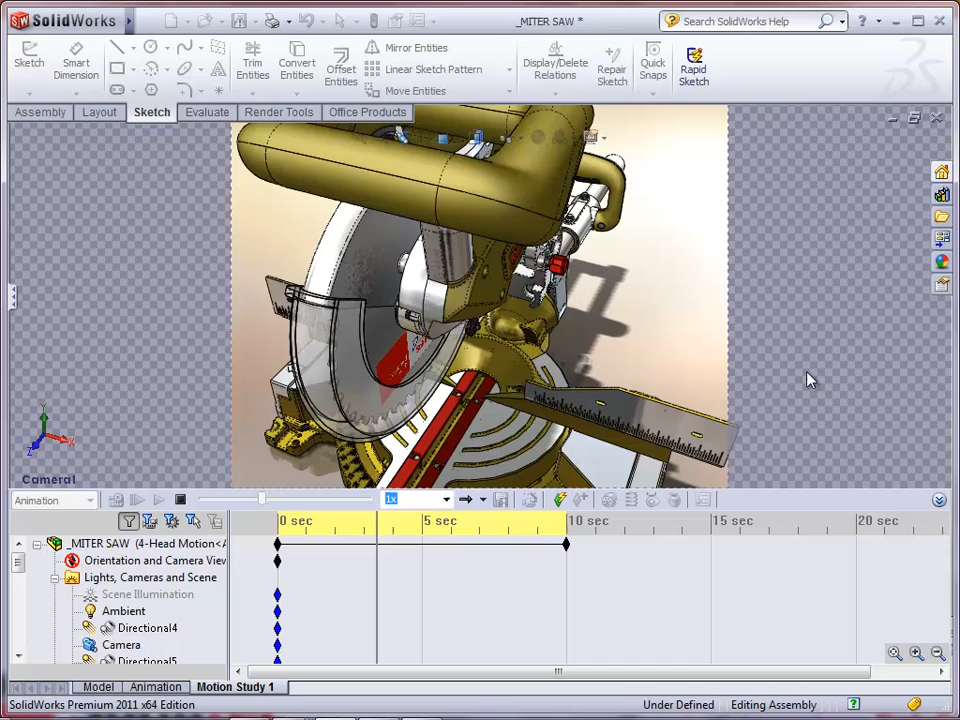 SW SolidWorks
_MITER SAW *
Search SolidWorks Help
?
Sketch
Smart Dimension
Trim Entities
Convert Entities
Offset Entities
Mirror Entities
Linear Sketch Pattern
Move Entities
Display/Delete Relations
Repair Sketch
Quick Snaps
Rapid Sketch
Assembly
Layout
Sketch
Evaluate
Render Tools
Office Products
Y
X
Z
Camera1
Animation
1x
0 sec
5 sec
10 sec
15 sec
20 sec
_MITER SAW (4-Head Motion<A
Orientation and Camera View
Lights, Cameras and Scene
Scene Illumination
Ambient
Directional4
Camera
Directional5
Model
Animation
Motion Study 1
SolidWorks Premium 2011 x64 Edition
Under Defined
Editing Assembly
?